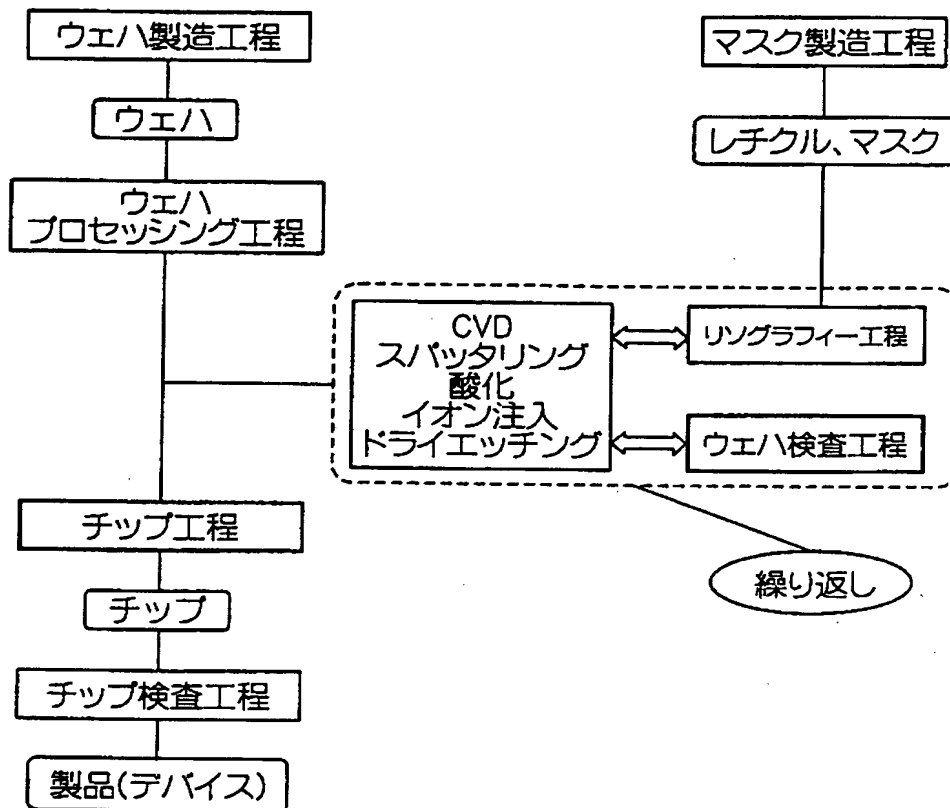 ウェハ製造工程
ウェハ
ウェハ
プロセッシング工程
チップ工程
チップ
チップ検査工程
製品(デバイス)
マスク製造工程
レチクル、マスク
CVD
スパッタリング
酸化
イオン注入
ドライエッチング
リソグラフィー工程
ウェハ検査工程
繰り返し